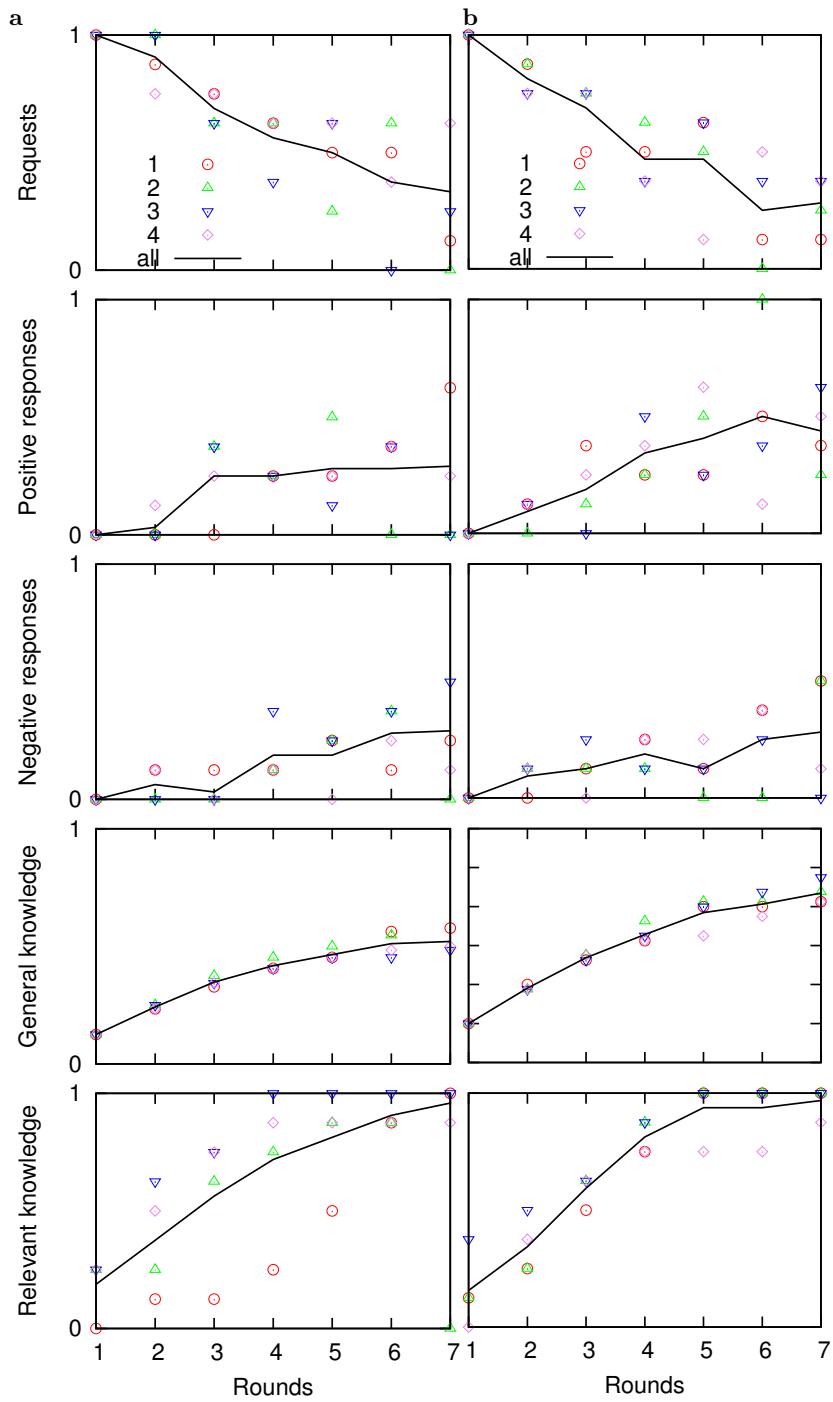 a b
1
Requests
1 1
2 2
3 3
4 4
all all
0
1
Positive responses
0
1
Negative responses
0
1
General knowledge
0
1
Relevant knowledge
0
1 2 3 4 5 6 7 1 2 3 4 5 6 7
Rounds Rounds